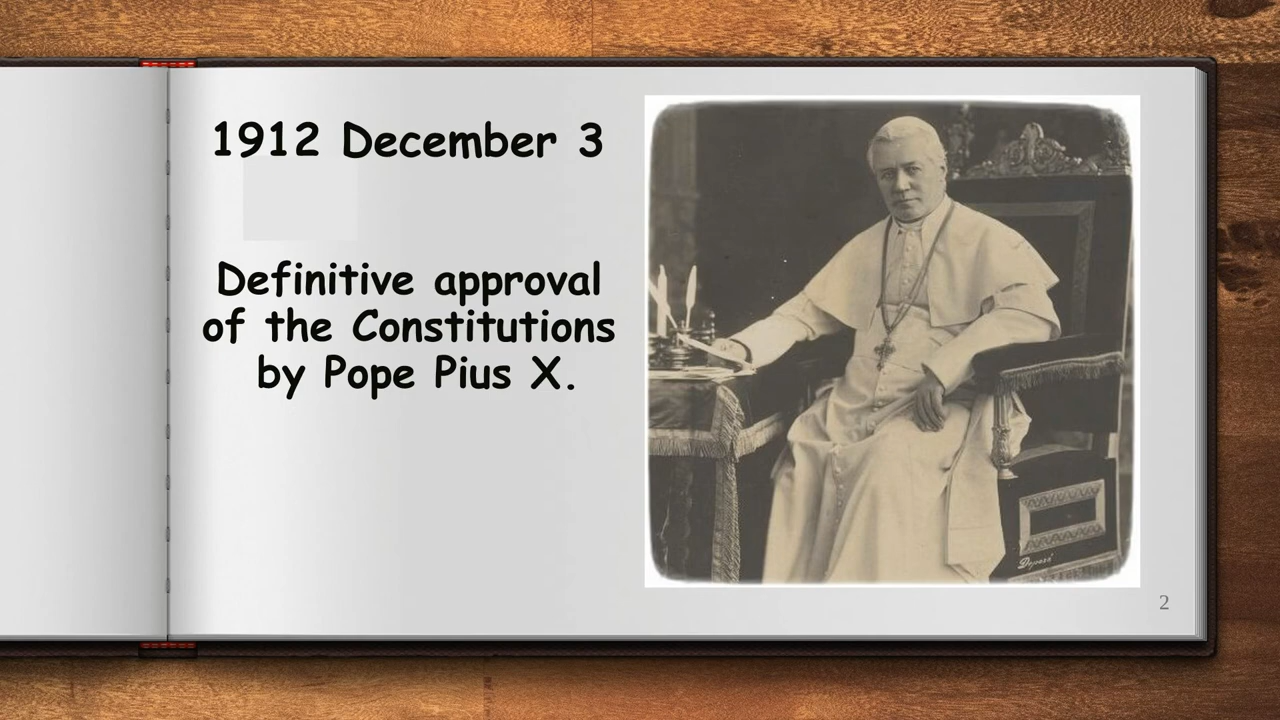 1912 December 3
Definitive approval
of the Constitutions
by Pope Pius X.
2